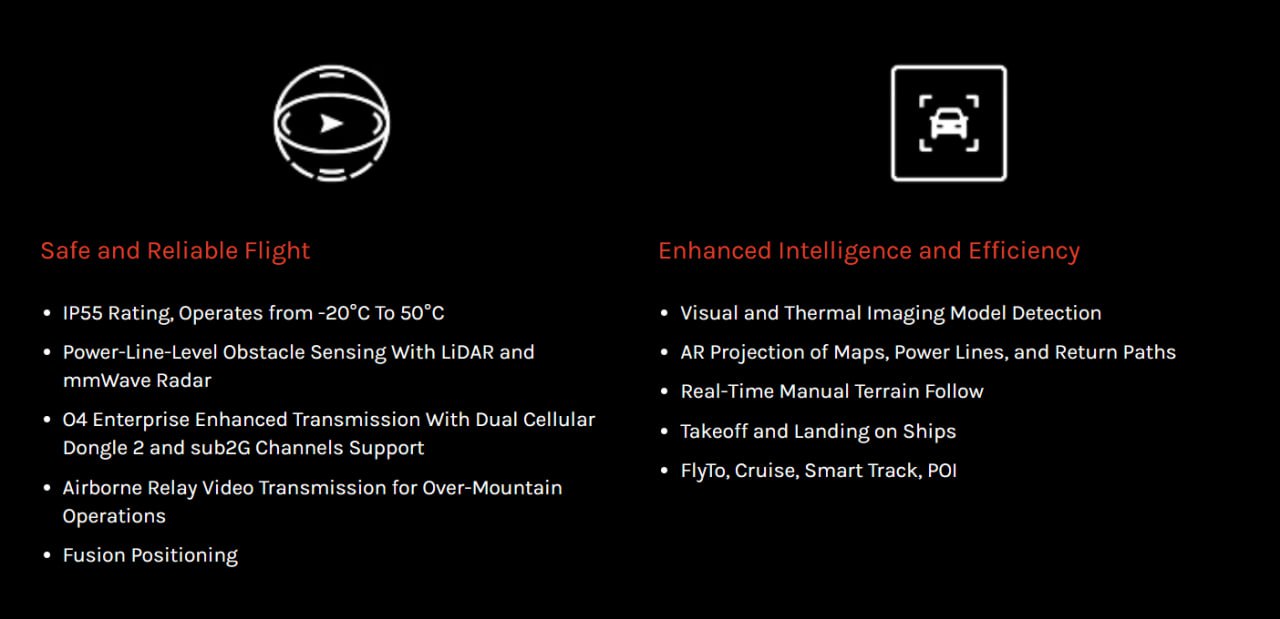 Safe and Reliable Flight
• IP55 Rating, Operates from -20°C To 50°C
• Power-Line-Level Obstacle Sensing With LiDAR and
mmWave Radar
• O4 Enterprise Enhanced Transmission With Dual Cellular
Dongle 2 and sub2G Channels Support
• Airborne Relay Video Transmission for Over-Mountain
Operations
• Fusion Positioning
Enhanced Intelligence and Efficiency
• Visual and Thermal Imaging Model Detection
• AR Projection of Maps, Power Lines, and Return Paths
• Real-Time Manual Terrain Follow
• Takeoff and Landing on Ships
• FlyTo, Cruise, Smart Track, POI